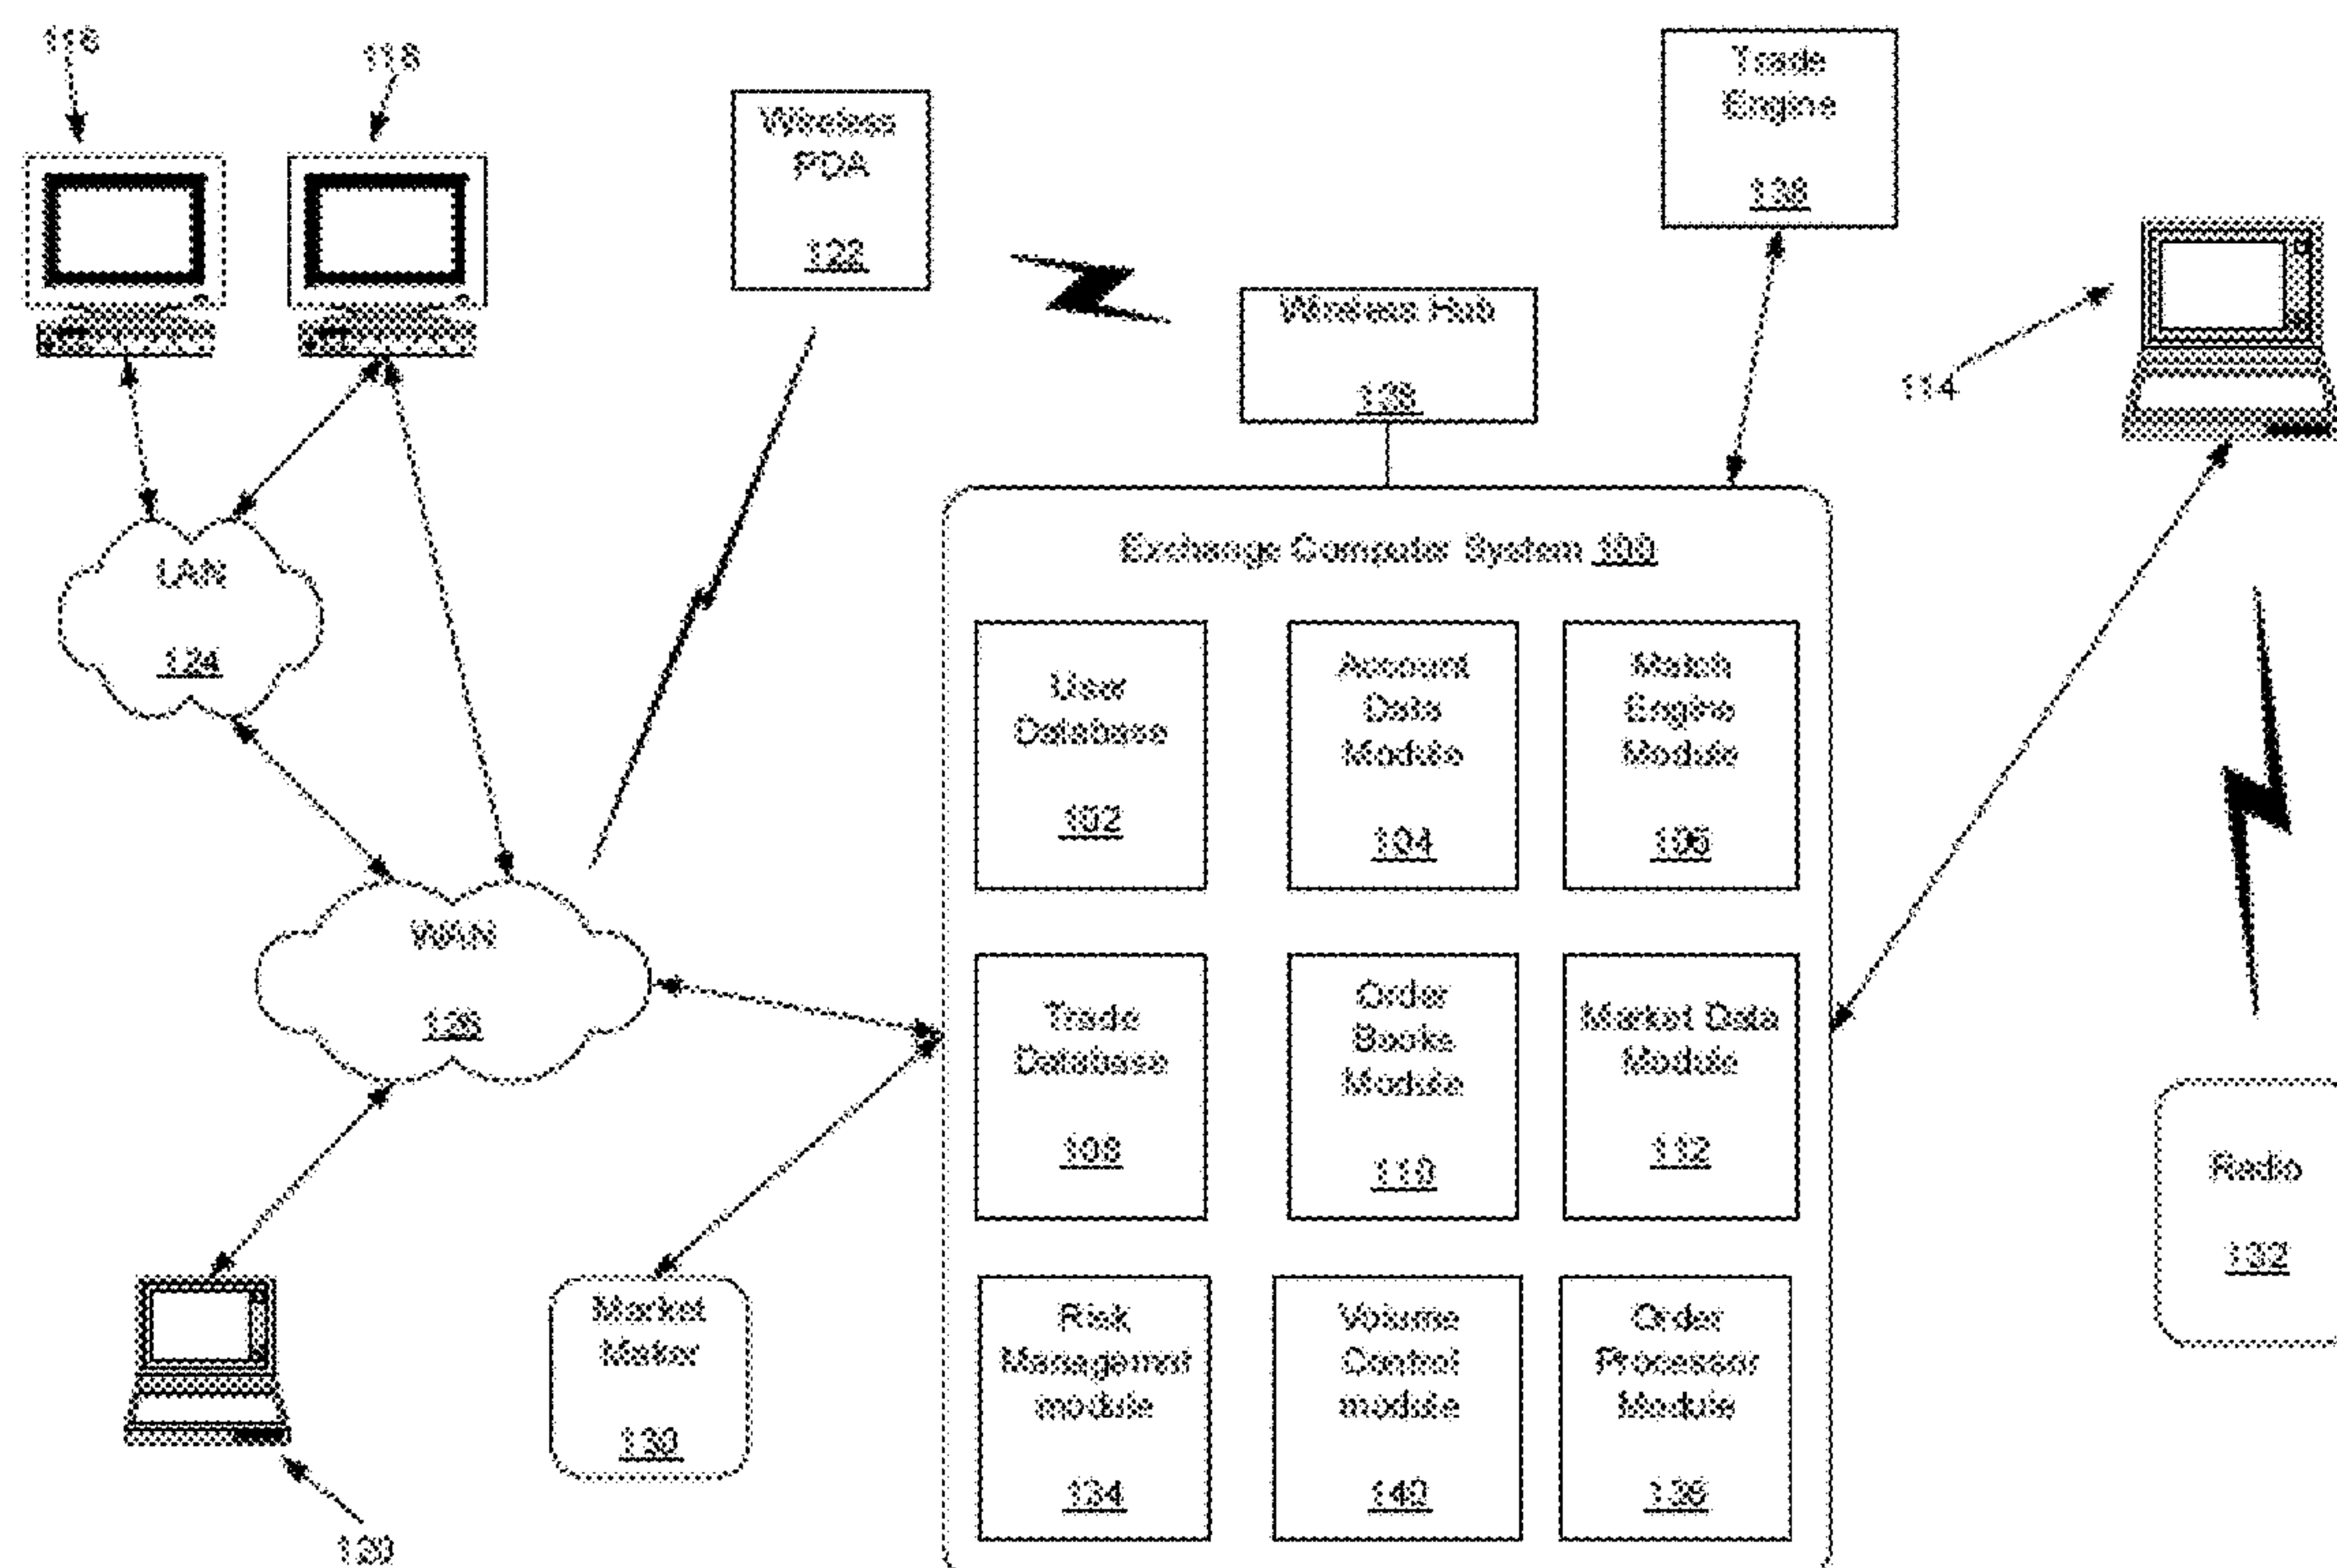 116
118
Wireless
PDA
122
Trade
Engine
138
Wireless Hub
114
LAN
124
Exchange Computer System 100
User
Database
102
Account
Data
Module
104
Match
Engine
Module
106
WAN
126
Trade
Database
108
Order
Books
Module
110
Market Data
Module
112
Radio
132
Market
Maker
130
Risk
Managemnt
module
134
Volume
Control
module
140
Order
Processor
Module
136
120